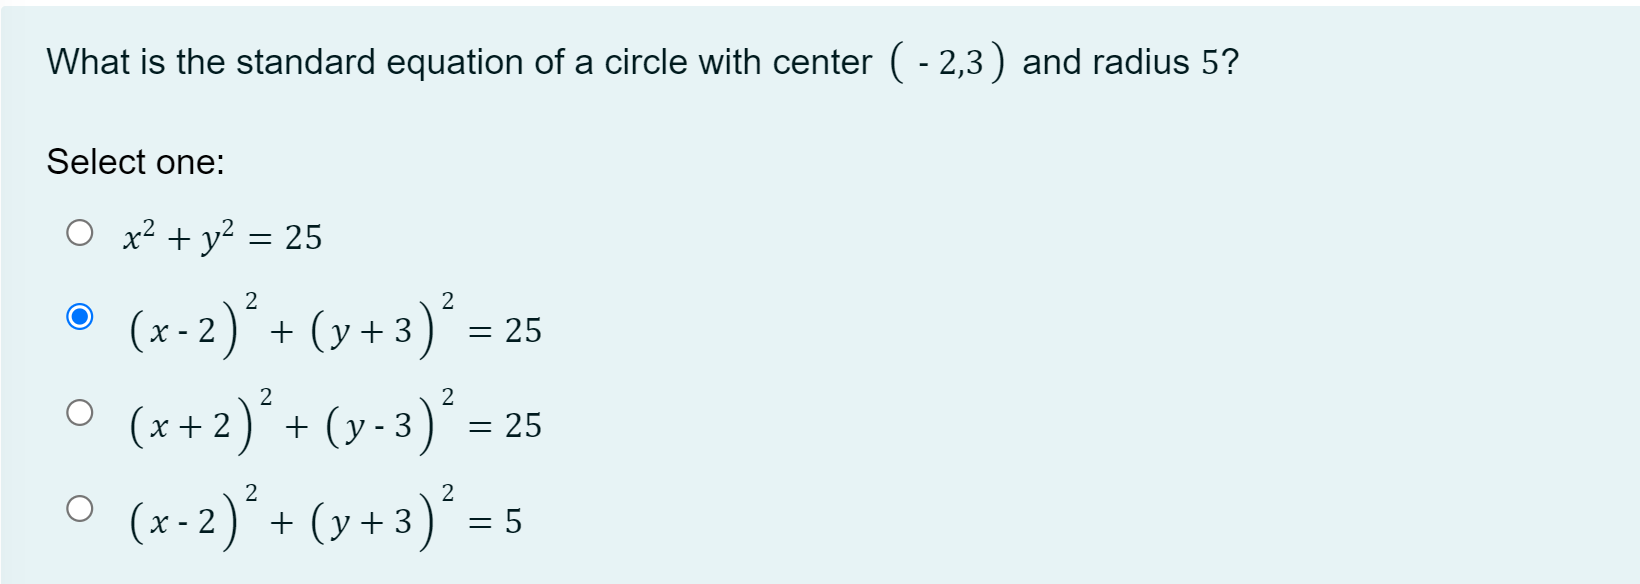 What is the standard equation of a circle with center ( - 2,3 ) and radius 5?
Select one:
x² + y² = 25
( x - 2 )² + ( y + 3 )² = 25
( x + 2 )² + ( y - 3 )² = 25
( x - 2 )² + ( y + 3 )² = 5